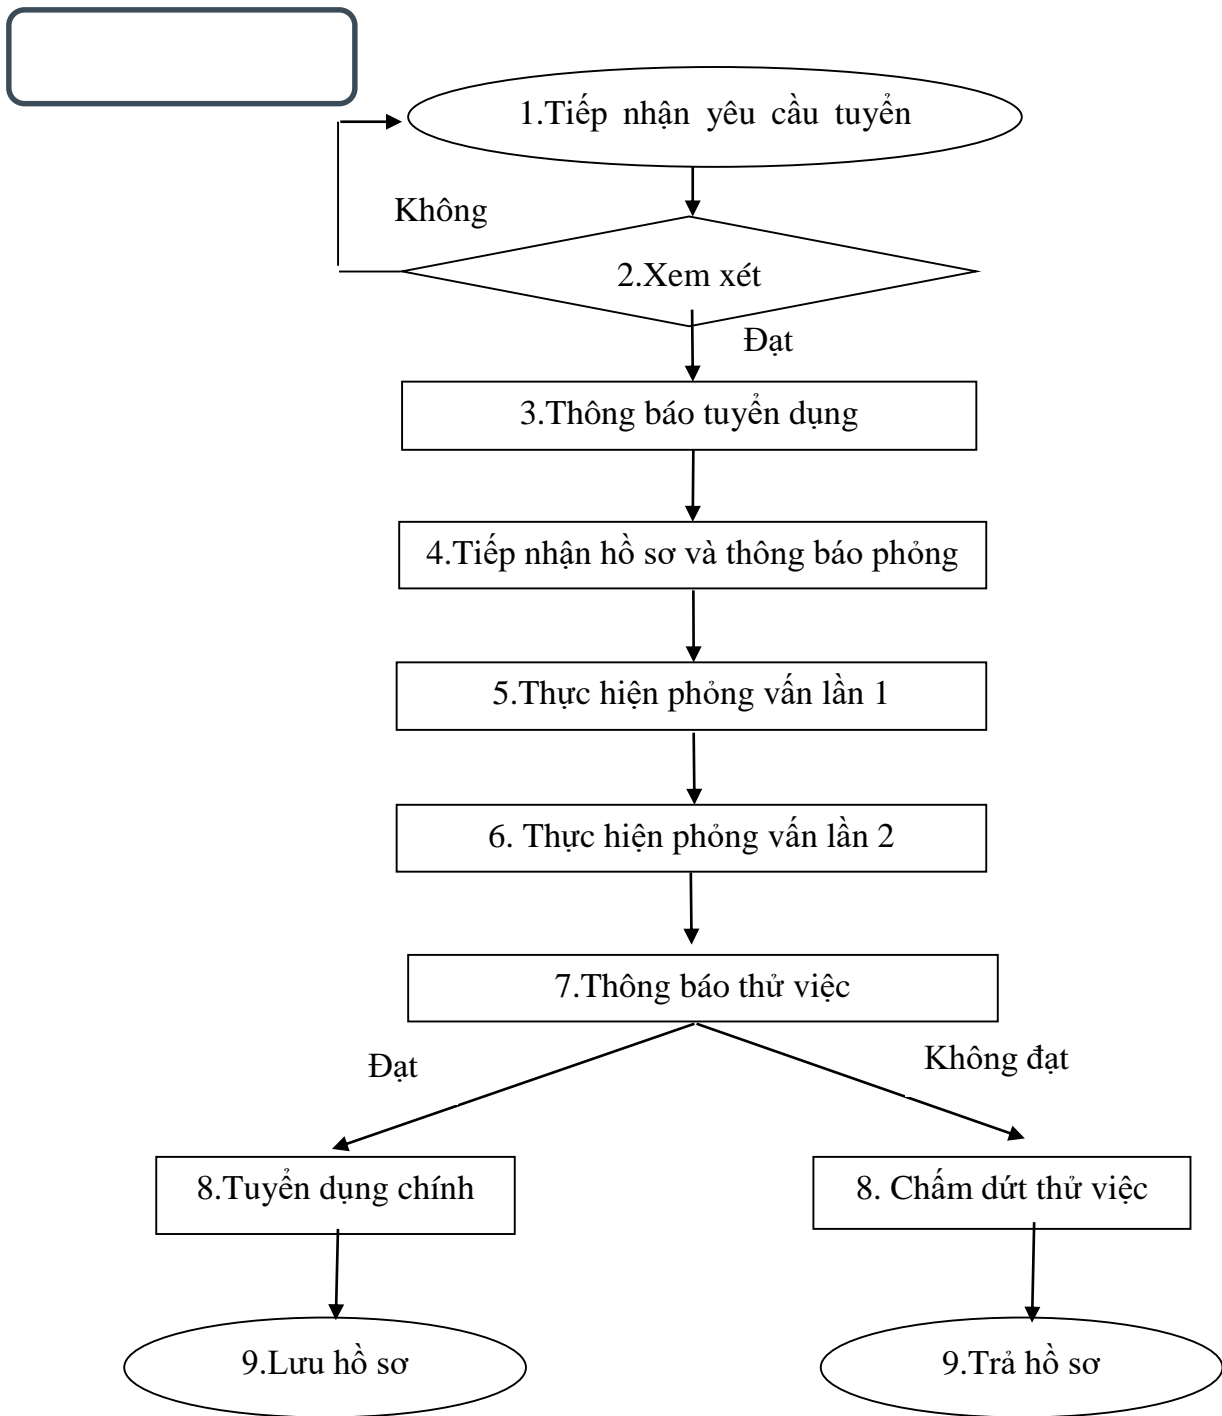 1.Tiếp nhận yêu cầu tuyển
Không
2.Xem xét
Đạt
3.Thông báo tuyển dụng
4.Tiếp nhận hồ sơ và thông báo phỏng
5.Thực hiện phỏng vấn lần 1
6. Thực hiện phỏng vấn lần 2
7.Thông báo thử việc
Đạt
Không đạt
8.Tuyển dụng chính
8. Chấm dứt thử việc
9.Lưu hồ sơ
9.Trả hồ sơ